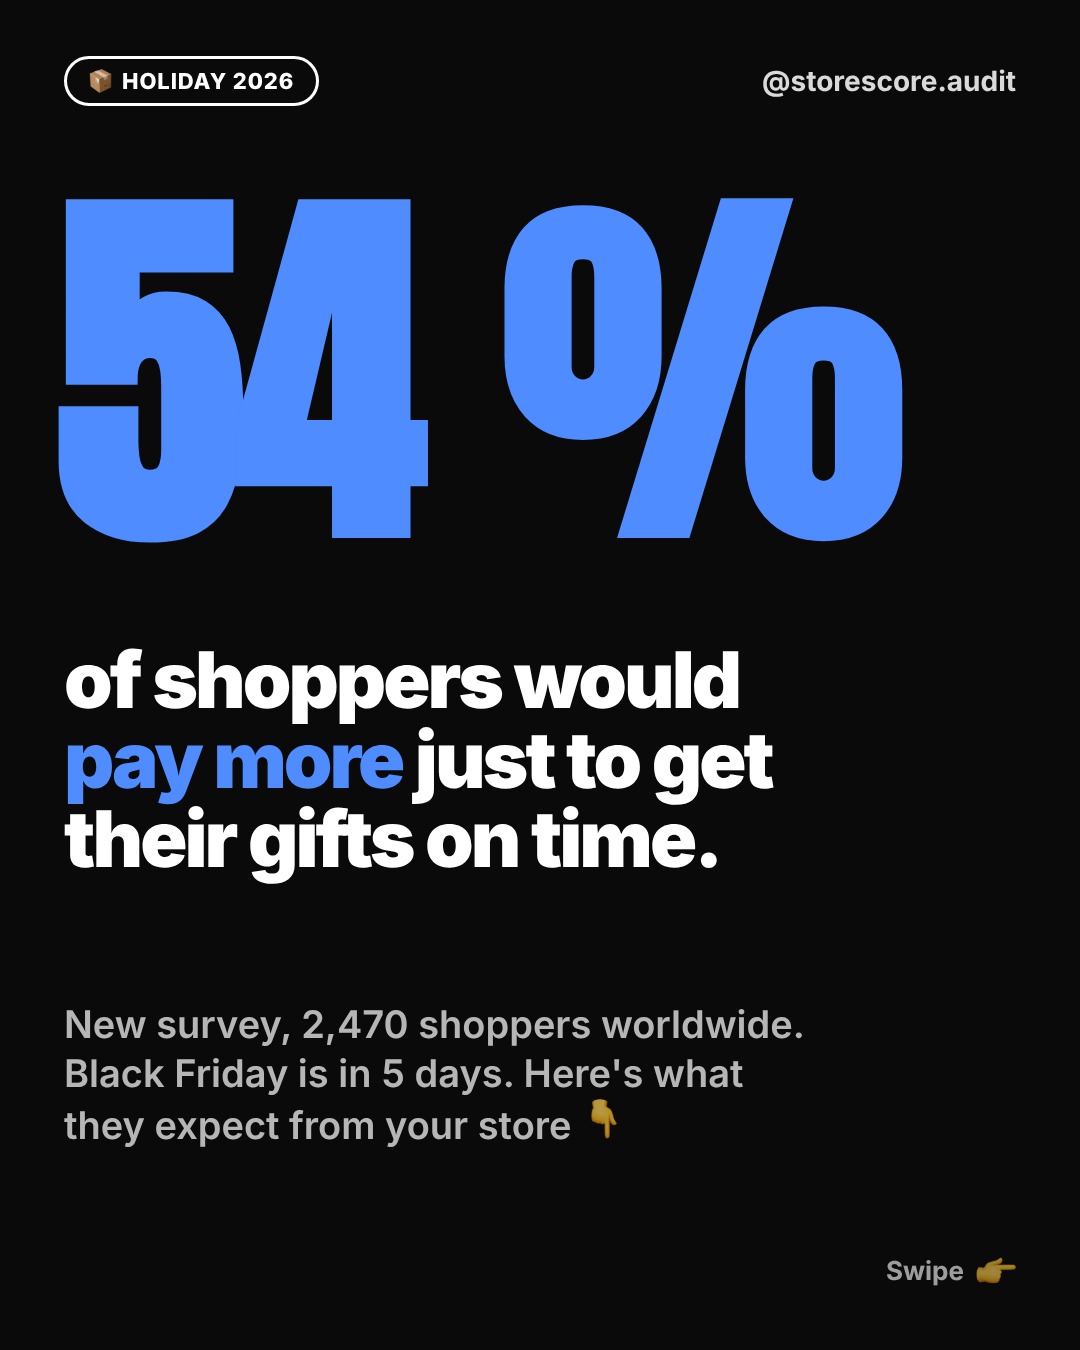 📦 HOLIDAY 2026
@storescore.audit
54 %
of shoppers would
pay more just to get
their gifts on time.
New survey, 2,470 shoppers worldwide.
Black Friday is in 5 days. Here's what
they expect from your store 👇
Swipe 👉